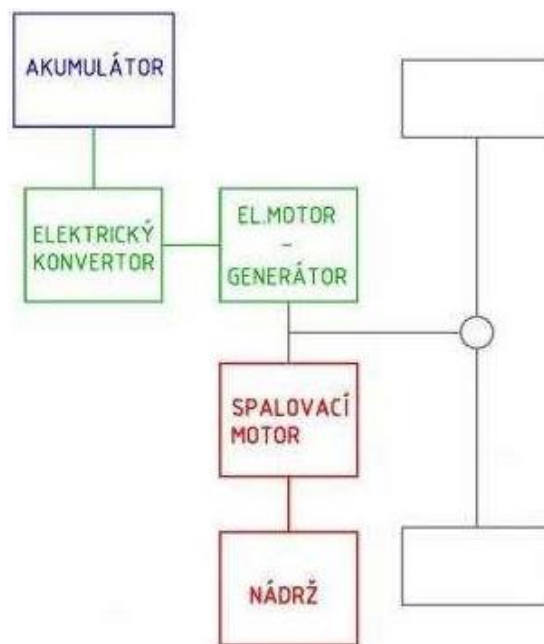 AKUMULÁTOR
ELEKTRICKÝ
KONVERTOR
EL.MOTOR
-
GENERÁTOR
SPALOVACÍ
MOTOR
NÁDRŽ